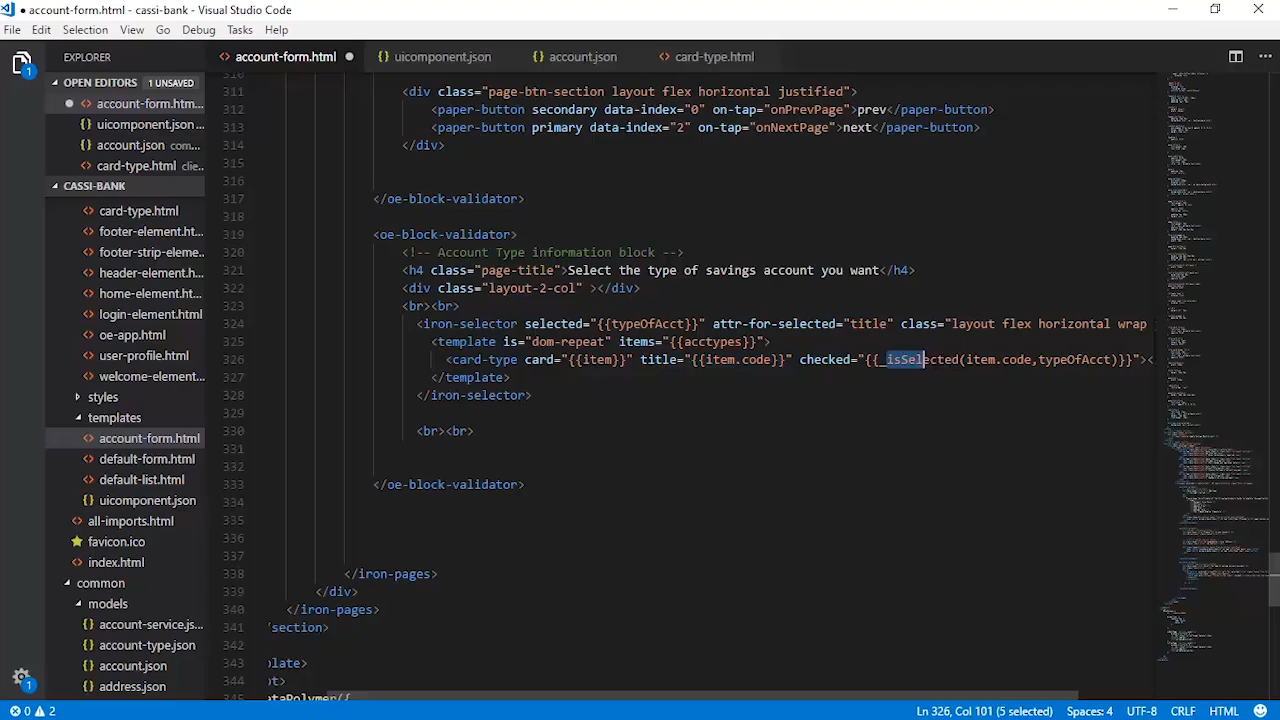 ● account-form.html - cassi-bank - Visual Studio Code
File Edit Selection View Go Debug Tasks Help
EXPLORER
account-form.html
uicomponent.json
account.json
card-type.html
OPEN EDITORS 1 UNSAVED
account-form.htm...
uicomponent.json ...
account.json com...
card-type.html clie...
CASSI-BANK
card-type.html
footer-element.ht...
footer-strip-eleme...
header-element.h...
home-element.html
login-element.html
oe-app.html
user-profile.html
welcome-element...
styles
templates
account-form.html
default-form.html
default-list.html
uicomponent.json
all-imports.html
favicon.ico
index.html
common
models
account-service.js...
account-type.json
account.json
address.json
1
1
310
311 <div class="page-btn-section layout flex horizontal justified">
312 <paper-button secondary data-index="0" on-tap="onPrevPage">prev</paper-button>
313 <paper-button primary data-index="2" on-tap="onNextPage">next</paper-button>
314 </div>
315
316
317 </oe-block-validator>
318
319 <oe-block-validator>
320 <!-- Account Type information block -->
321 <h4 class="page-title">Select the type of savings account you want</h4>
322 <div class="layout-2-col" ></div>
323 <br><br>
324 <iron-selector selected="{{typeOfAcct}}" attr-for-selected="title" class="layout flex horizontal wrap
325 <template is="dom-repeat" items="{{acctypes}}">
326 <card-type card="{{item}}" title="{{item.code}}" checked="{{_isSelected(item.code,typeOfAcct)}}"><
327 </template>
328 </iron-selector>
329
330 <br><br>
331
332
333 </oe-block-validator>
334
335
336
337
338 </iron-pages>
339 </div>
340 </iron-pages>
341 /section>
342
343 plate>
344 pt>
345 ataPolymer({
0 2
Ln 326, Col 101 (5 selected) Spaces: 4 UTF-8 CRLF HTML